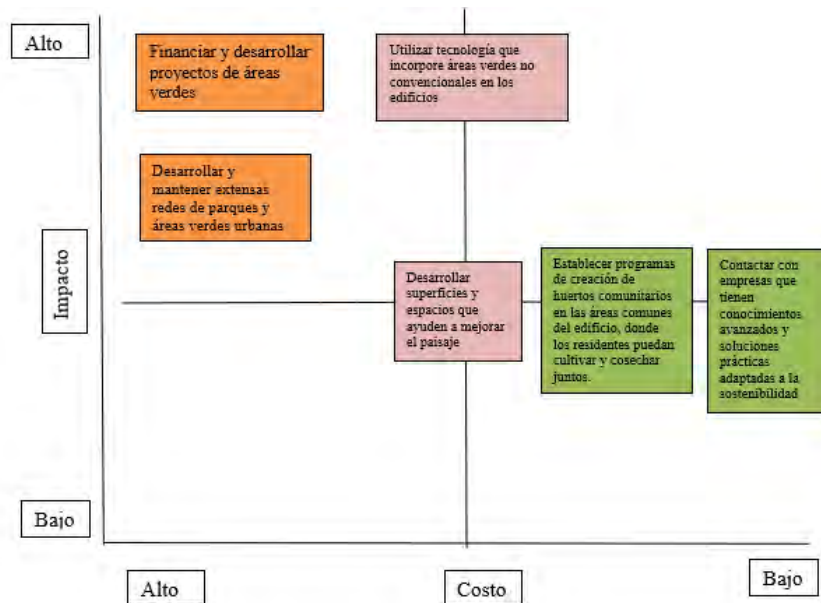 Alto
Financiar y desarrollar
proyectos de áreas
verdes
Utilizar tecnología que
incorpore áreas verdes no
convencionales en los
edificios
Desarrollar y
mantener extensas
redes de parques y
áreas verdes urbanas
Impacto
Desarrollar
superficies y
espacios que
ayuden a mejorar
el paisaje
Establecer programas
de creación de
huertos comunitarios
en las áreas comunes
del edificio, donde
los residentes puedan
cultivar y cosechar
juntos.
Contactar con
empresas que
tienen
conocimientos
avanzados y
soluciones
prácticas
adaptadas a la
sostenibilidad
Bajo
Alto
Costo
Bajo